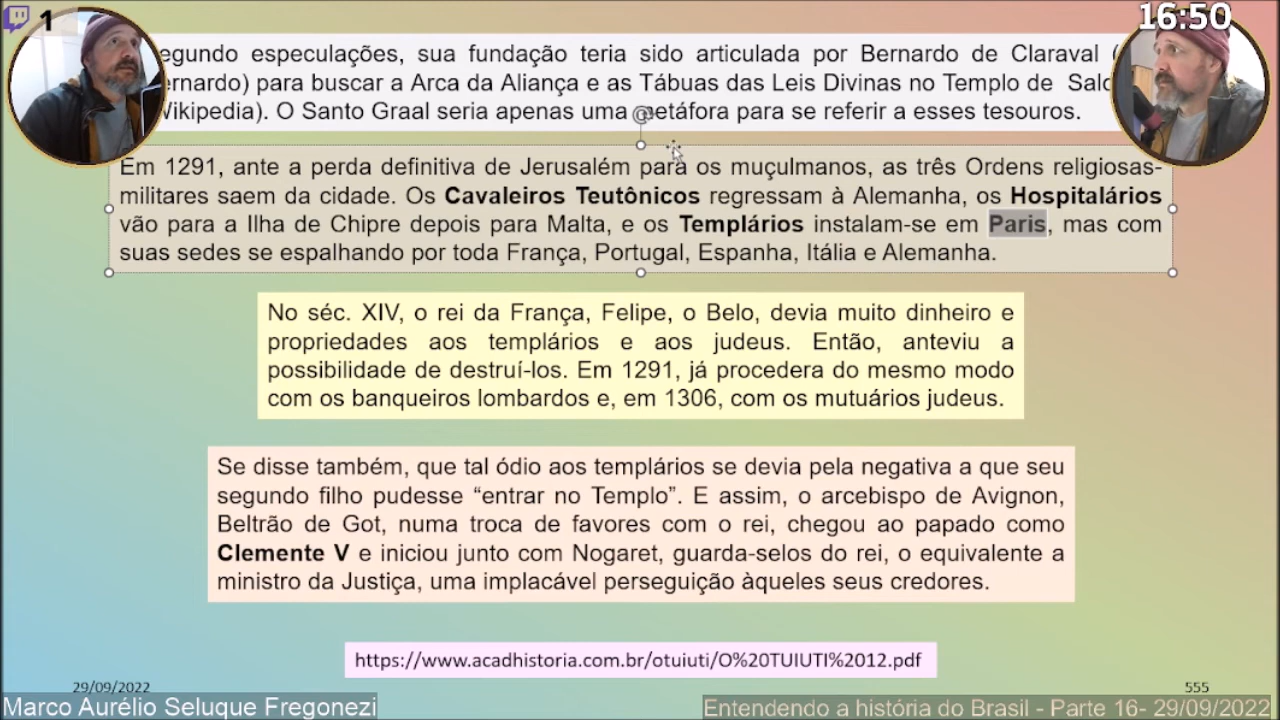 1
16:50
egundo especulações, sua fundação teria sido articulada por Bernardo de Claraval (
ernardo) para buscar a Arca da Aliança e as Tábuas das Leis Divinas no Templo de Salo
Wikipedia). O Santo Graal seria apenas uma metáfora para se referir a esses tesouros.
Em 1291, ante a perda definitiva de Jerusalém para os muçulmanos, as três Ordens religiosas-
militares saem da cidade. Os Cavaleiros Teutônicos regressam à Alemanha, os Hospitalários
vão para a Ilha de Chipre depois para Malta, e os Templários instalam-se em Paris, mas com
suas sedes se espalhando por toda França, Portugal, Espanha, Itália e Alemanha.
No séc. XIV, o rei da França, Felipe, o Belo, devia muito dinheiro e
propriedades aos templários e aos judeus. Então, anteviu a
possibilidade de destruí-los. Em 1291, já procedera do mesmo modo
com os banqueiros lombardos e, em 1306, com os mutuários judeus.
Se disse também, que tal ódio aos templários se devia pela negativa a que seu
segundo filho pudesse “entrar no Templo”. E assim, o arcebispo de Avignon,
Beltrão de Got, numa troca de favores com o rei, chegou ao papado como
Clemente V e iniciou junto com Nogaret, guarda-selos do rei, o equivalente a
ministro da Justiça, uma implacável perseguição àqueles seus credores.
https://www.acadhistoria.com.br/otuiuti/O%20TUIUTI%2012.pdf
29/09/2022
555
Marco Aurélio Seluque Fregonezi
Entendendo a história do Brasil - Parte 16- 29/09/2022